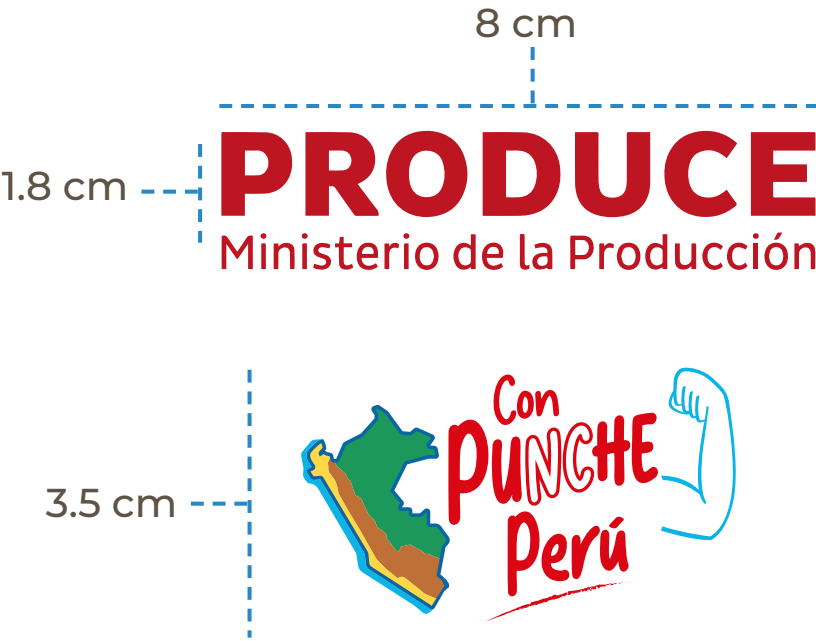 8 cm
1.8 cm
PRODUCE
Ministerio de la Producción
3.5 cm
Con
PUNCHE
Perú